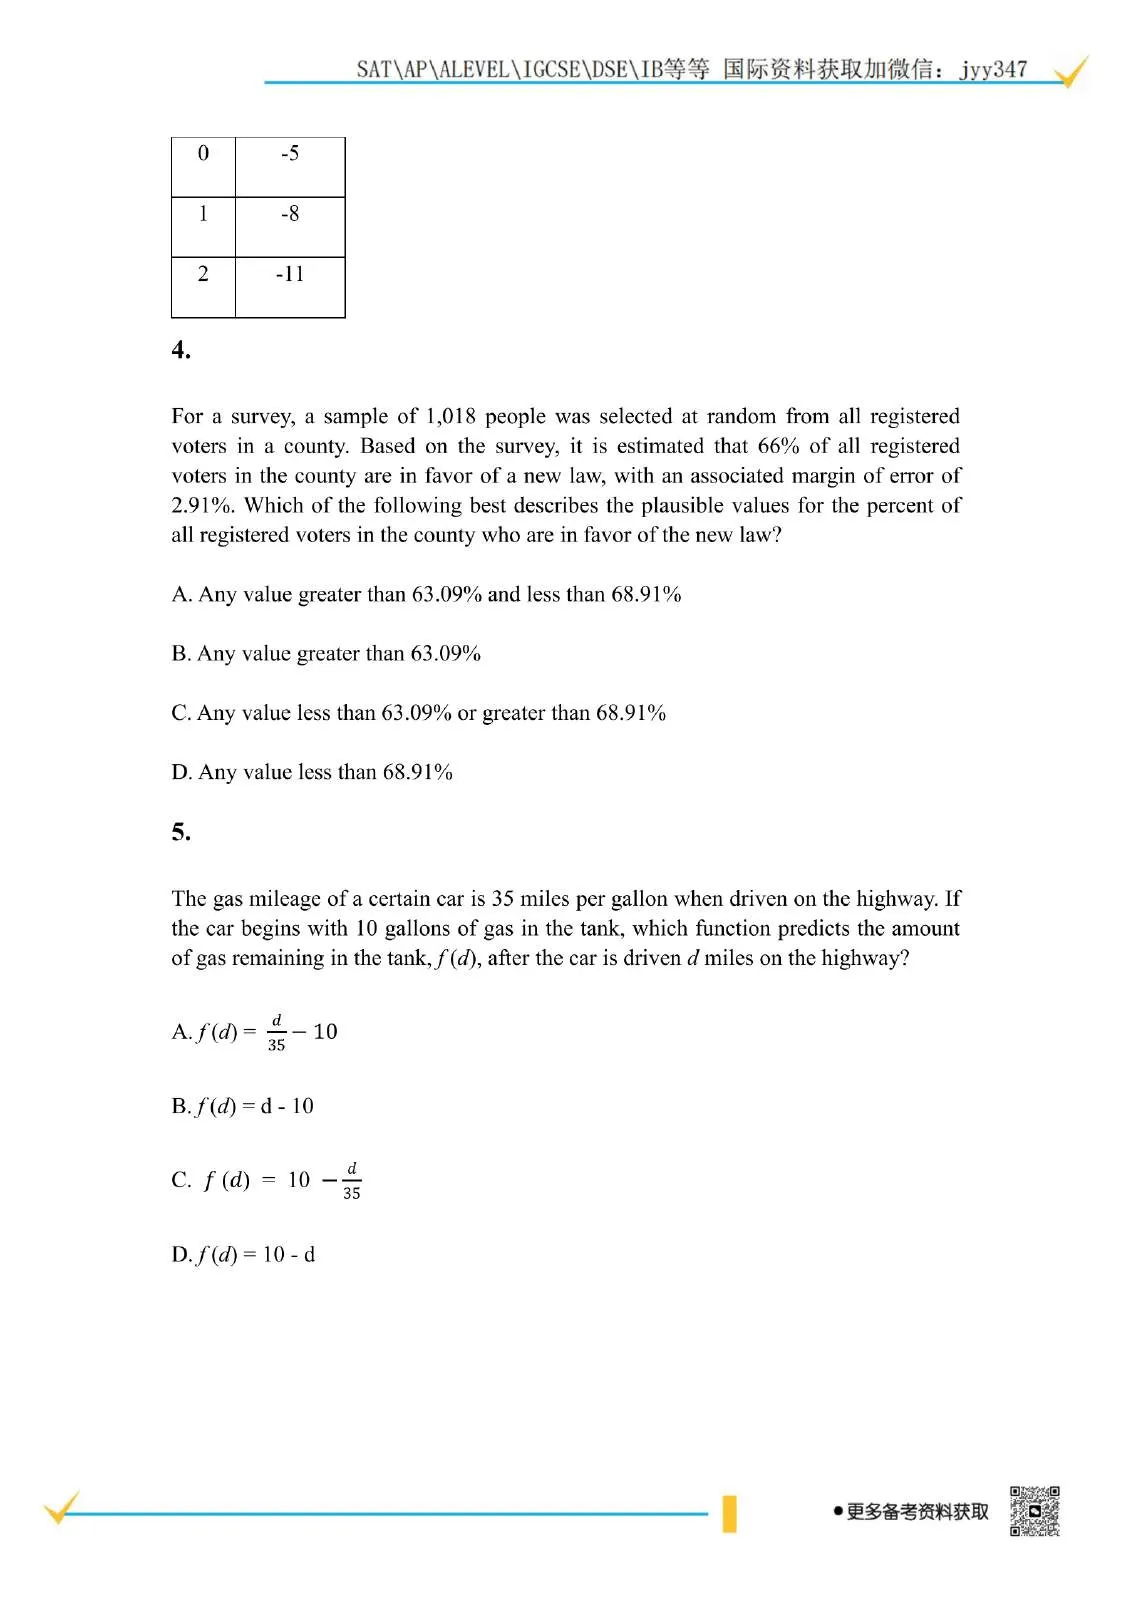 SAT\AP\ALEVEL\IGCSE\DSE\IB等等 国际资料获取加微信：jyy347
0 -5
1 -8
2 -11
4.
For a survey, a sample of 1,018 people was selected at random from all registered
voters in a county. Based on the survey, it is estimated that 66% of all registered
voters in the county are in favor of a new law, with an associated margin of error of
2.91%. Which of the following best describes the plausible values for the percent of
all registered voters in the county who are in favor of the new law?
A. Any value greater than 63.09% and less than 68.91%
B. Any value greater than 63.09%
C. Any value less than 63.09% or greater than 68.91%
D. Any value less than 68.91%
5.
The gas mileage of a certain car is 35 miles per gallon when driven on the highway. If
the car begins with 10 gallons of gas in the tank, which function predicts the amount
of gas remaining in the tank, f (d), after the car is driven d miles on the highway?
A. f (d) = d/35 − 10
B. f (d) = d - 10
C. f (d) = 10 − d/35
D. f (d) = 10 - d
●更多备考资料获取